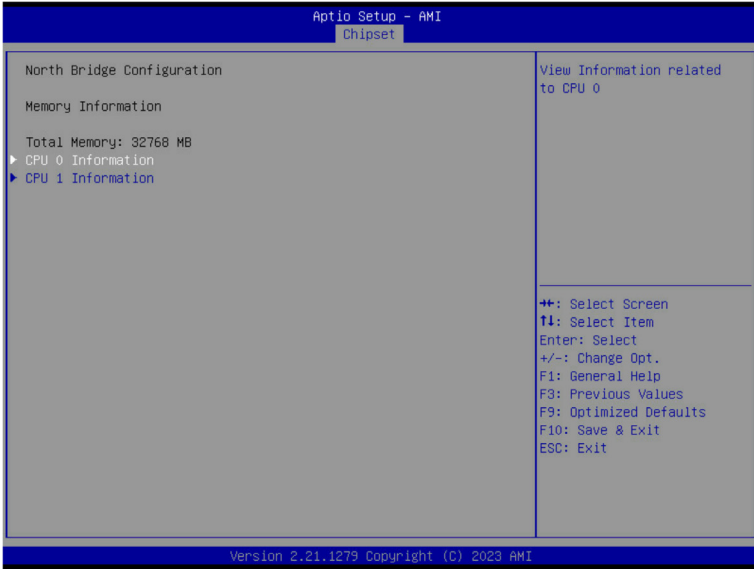 Aptio Setup – AMI
Chipset
North Bridge Configuration
Memory Information
Total Memory: 32768 MB
▶ CPU 0 Information
▶ CPU 1 Information
View Information related
to CPU 0
→←: Select Screen
↑↓: Select Item
Enter: Select
+/-: Change Opt.
F1: General Help
F3: Previous Values
F9: Optimized Defaults
F10: Save & Exit
ESC: Exit
Version 2.21.1279 Copyright (C) 2023 AMI